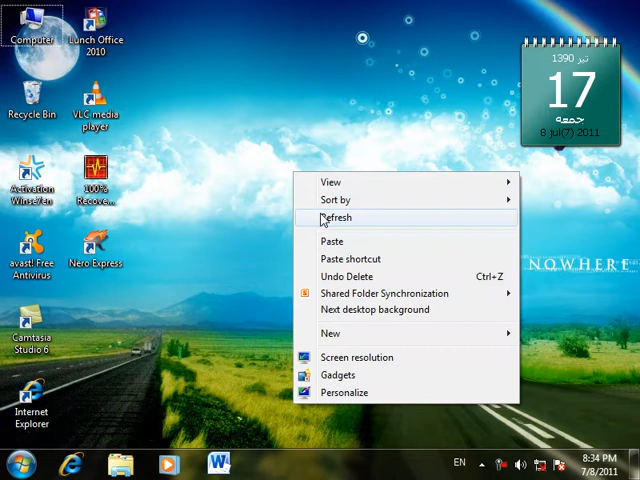 Computer
Lunch Office
2010
Recycle Bin
VLC media
player
Activation
Winse7en
100%
Recove...
avast! Free
Antivirus
Nero Express
Camtasia
Studio 6
Internet
Explorer
تیر 1390
17
جمعه
8 Jul(7) 2011
View
Sort by
Refresh
Paste
Paste shortcut
Undo Delete Ctrl+Z
Shared Folder Synchronization
Next desktop background
New
Screen resolution
Gadgets
Personalize
NOWHERE
EN
8:34 PM
7/8/2011